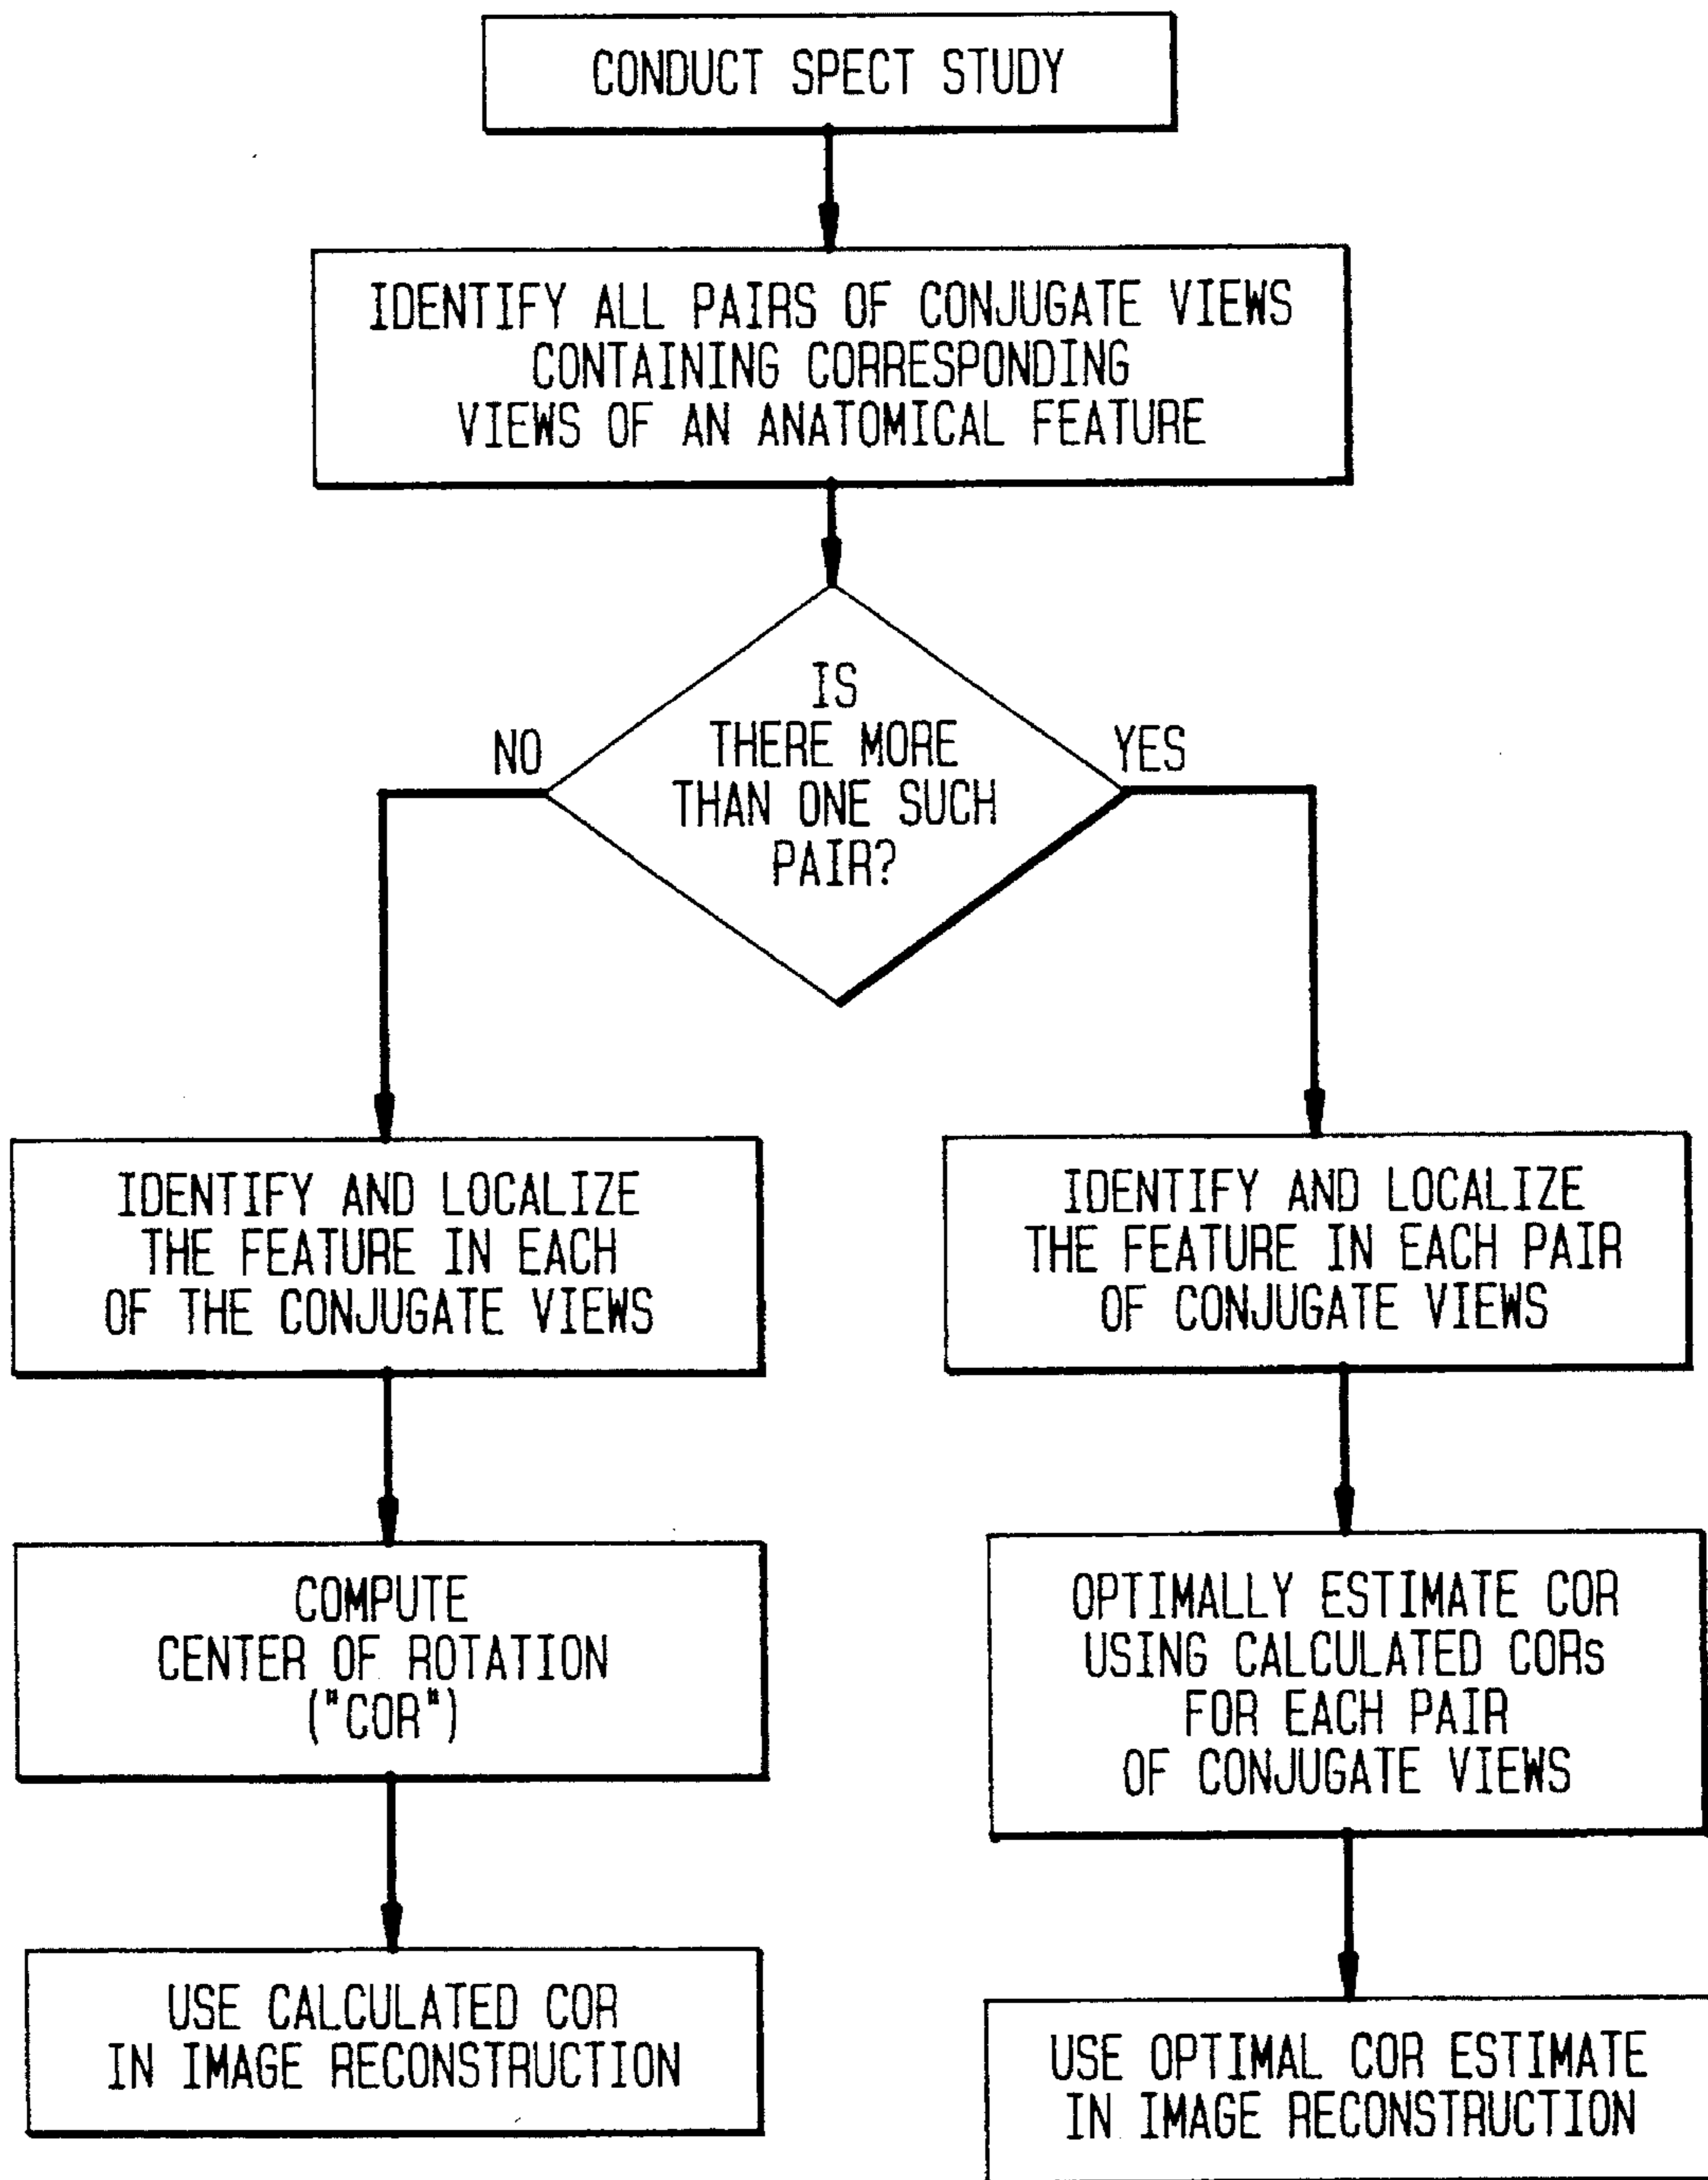 CONDUCT SPECT STUDY
IDENTIFY ALL PAIRS OF CONJUGATE VIEWS
CONTAINING CORRESPONDING
VIEWS OF AN ANATOMICAL FEATURE
IS
THERE MORE
THAN ONE SUCH
PAIR?
NO
YES
IDENTIFY AND LOCALIZE
THE FEATURE IN EACH
OF THE CONJUGATE VIEWS
COMPUTE
CENTER OF ROTATION
("COR")
USE CALCULATED COR
IN IMAGE RECONSTRUCTION
IDENTIFY AND LOCALIZE
THE FEATURE IN EACH PAIR
OF CONJUGATE VIEWS
OPTIMALLY ESTIMATE COR
USING CALCULATED CORs
FOR EACH PAIR
OF CONJUGATE VIEWS
USE OPTIMAL COR ESTIMATE
IN IMAGE RECONSTRUCTION